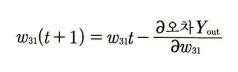 w₃₁(t + 1) = w₃₁t − ∂오차Y_out / ∂w₃₁